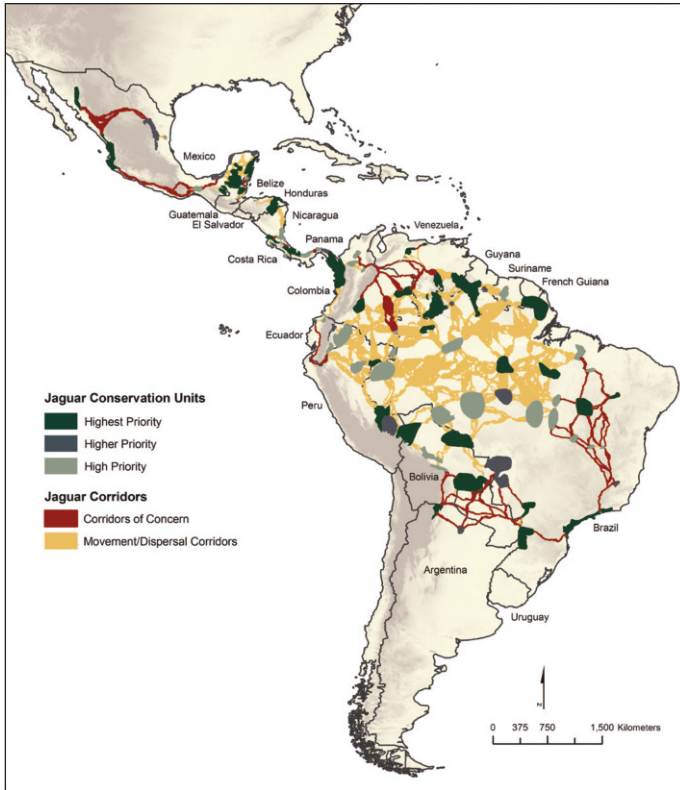 Mexico
Belize
Honduras
Guatemala
El Salvador
Nicaragua
Panama
Venezuela
Costa Rica
Guyana
Suriname
Colombia
French Guiana
Ecuador
Jaguar Conservation Units
Highest Priority
Higher Priority
High Priority
Peru
Jaguar Corridors
Corridors of Concern
Movement/Dispersal Corridors
Bolivia
Brazil
Argentina
Uruguay
N
0 375 750 1,500 Kilometers